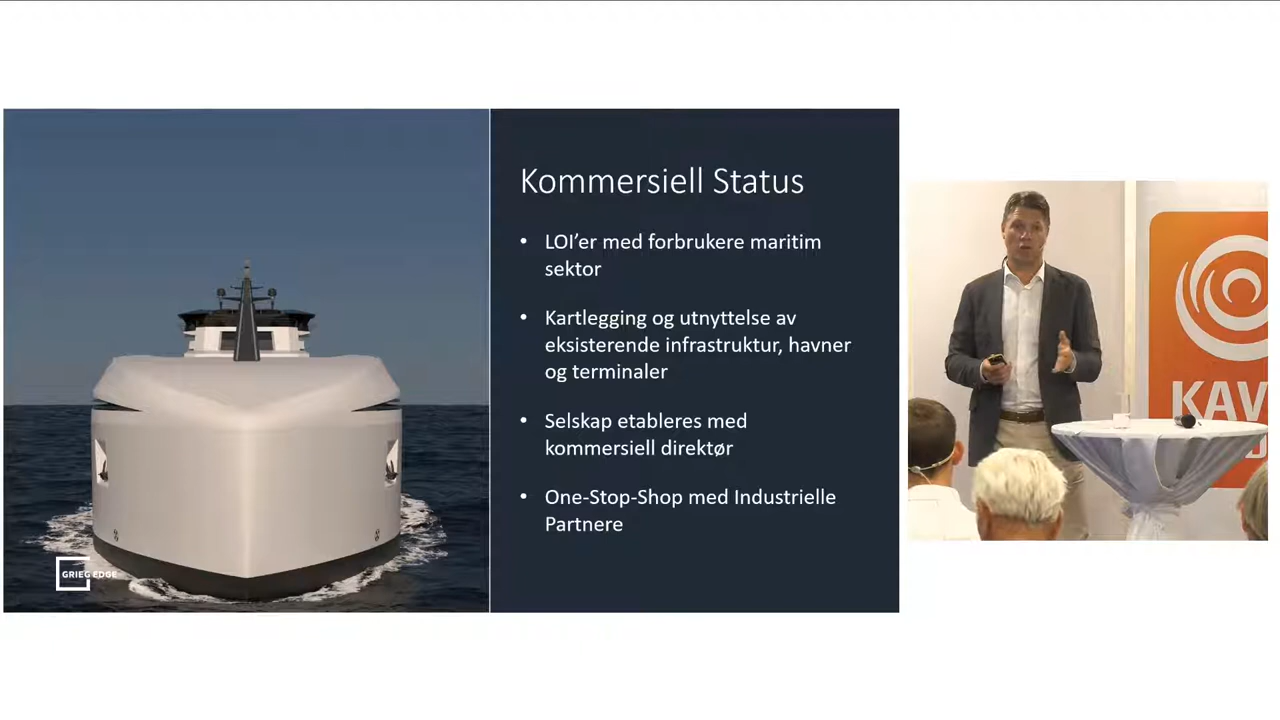 Kommersiell Status
• LOI’er med forbrukere maritim
sektor
• Kartlegging og utnyttelse av
eksisterende infrastruktur, havner
og terminaler
• Selskap etableres med
kommersiell direktør
• One-Stop-Shop med Industrielle
Partnere
GRIEG EDGE
KAV